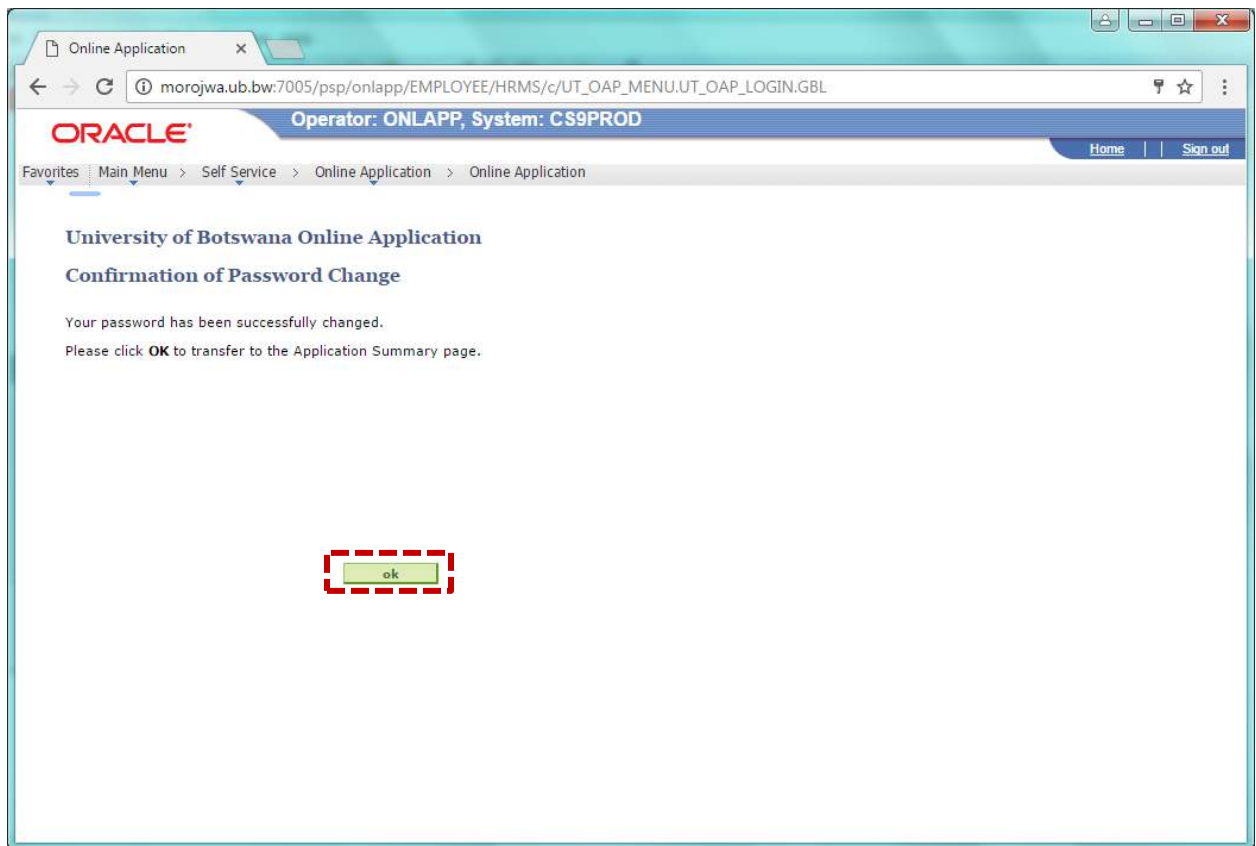 Online Application
morojwa.ub.bw:7005/psp/onlapp/EMPLOYEE/HRMS/c/UT_OAP_MENU.UT_OAP_LOGIN.GBL
ORACLE'
Operator: ONLAPP, System: CS9PROD
Home | | Sign out
Favorites Main Menu > Self Service > Online Application > Online Application
University of Botswana Online Application
Confirmation of Password Change
Your password has been successfully changed.
Please click OK to transfer to the Application Summary page.
ok